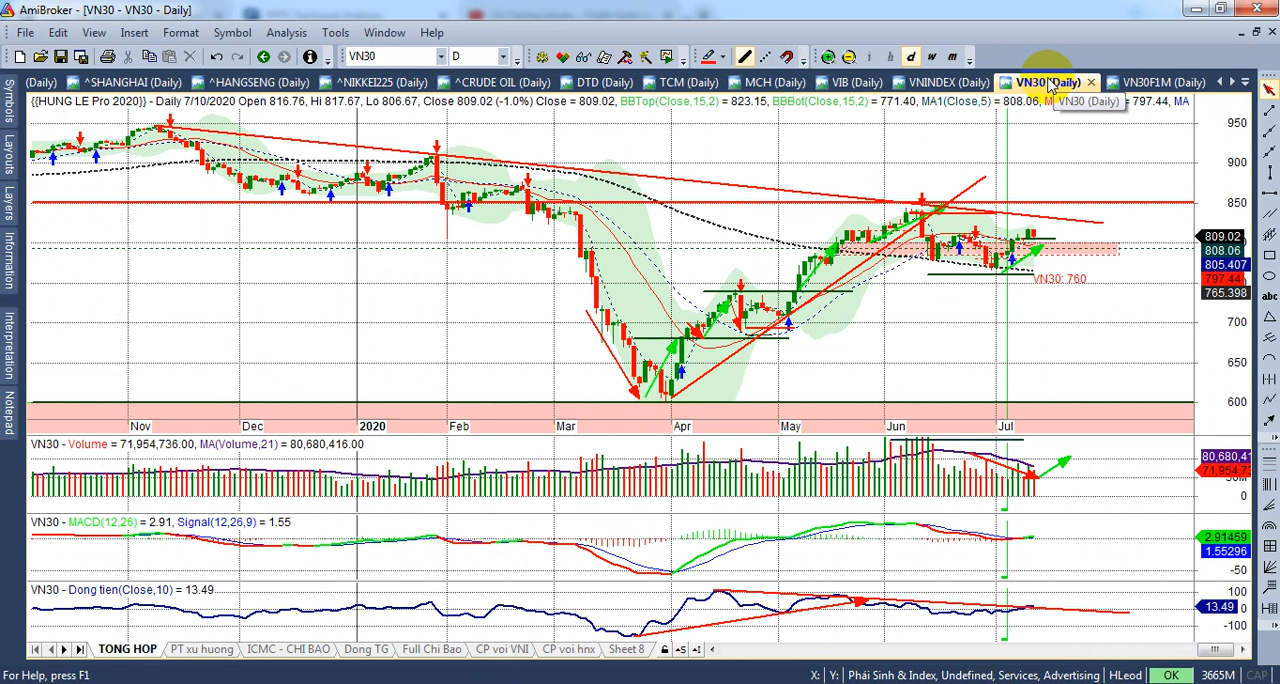 AmiBroker - [VN30 - VN30 - Daily]
File Edit View Insert Format Symbol Analysis Tools Window Help
VN30 D d w m
(Daily) ^SHANGHAI (Daily) ^HANGSENG (Daily) ^NIKKEI225 (Daily) ^CRUDE OIL (Daily) DTD (Daily) TCM (Daily) MCH (Daily) VIB (Daily) VNINDEX (Daily) VN30 (Daily) VN30F1M (Daily)
VN30 (Daily)
{{HUNG LE Pro 2020}} - Daily 7/10/2020 Open 816.76, Hi 817.67, Lo 806.67, Close 809.02 (-1.0%) Close = 809.02, BBTop(Close,15,2) = 823.15, BBBot(Close,15,2) = 771.40, MA1(Close,5) = 808.06, = 797.44, MA
Symbols
Layouts
Layers
Information
Interpretation
Notepad
950
900
850
809.02
808.06
805.407
797.44
765.398
700
650
600
VN30: 760
Nov Dec 2020 Feb Mar Apr May Jun Jul
VN30 - Volume = 71,954,736.00, MA(Volume,21) = 80,680,416.00
80,680,41
71,954,73
0
VN30 - MACD(12,26) = 2.91, Signal(12,26,9) = 1.55
2.91459
1.55296
-50
VN30 - Dong tien(Close,10) = 13.49
100
13.49
-100
TONG HOP PT xu huong ICMC - CHI BAO Dong TG Full Chi Bao CP voi VNI CP voi hnx Sheet 8
For Help, press F1 X: Y: Phái Sinh & Index, Undefined, Services, Advertising HLeod OK 3665M CAP
abc